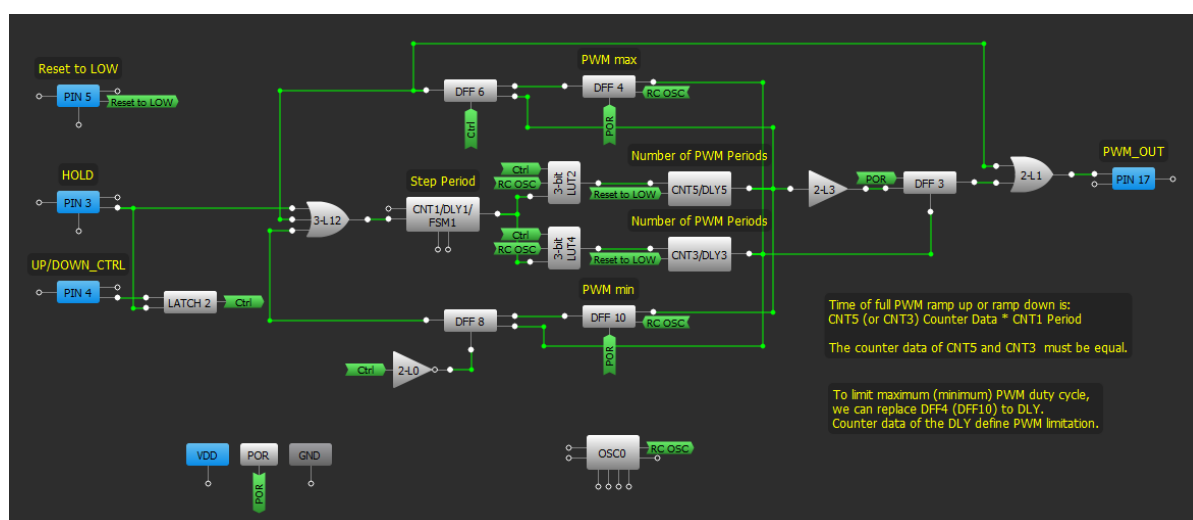 PWM max
Reset to LOW
PIN 5
Reset to LOW
DFF 6
DFF 4
RC OSC
Ctrl
POR
HOLD
PIN 3
Number of PWM Periods
PWM_OUT
Step Period
Ctrl
RC OSC
3-bit
LUT2
Reset to LOW
CNT5/DLY5
2-L3
POR
DFF 3
2-L1
PIN 17
3-L12
CNT1/DLY1/
FSM1
Number of PWM Periods
Ctrl
RC OSC
3-bit
LUT4
Reset to LOW
CNT3/DLY3
UP/DOWN_CTRL
PIN 4
LATCH 2
Ctrl
PWM min
DFF 8
DFF 10
RC OSC
POR
Ctrl
2-L0
Time of full PWM ramp up or ramp down is:
CNT5 (or CNT3) Counter Data * CNT1 Period
The counter data of CNT5 and CNT3 must be equal.
To limit maximum (minimum) PWM duty cycle,
we can replace DFF4 (DFF10) to DLY.
Counter data of the DLY define PWM limitation.
VDD
POR
GND
POR
OSC0
RC OSC